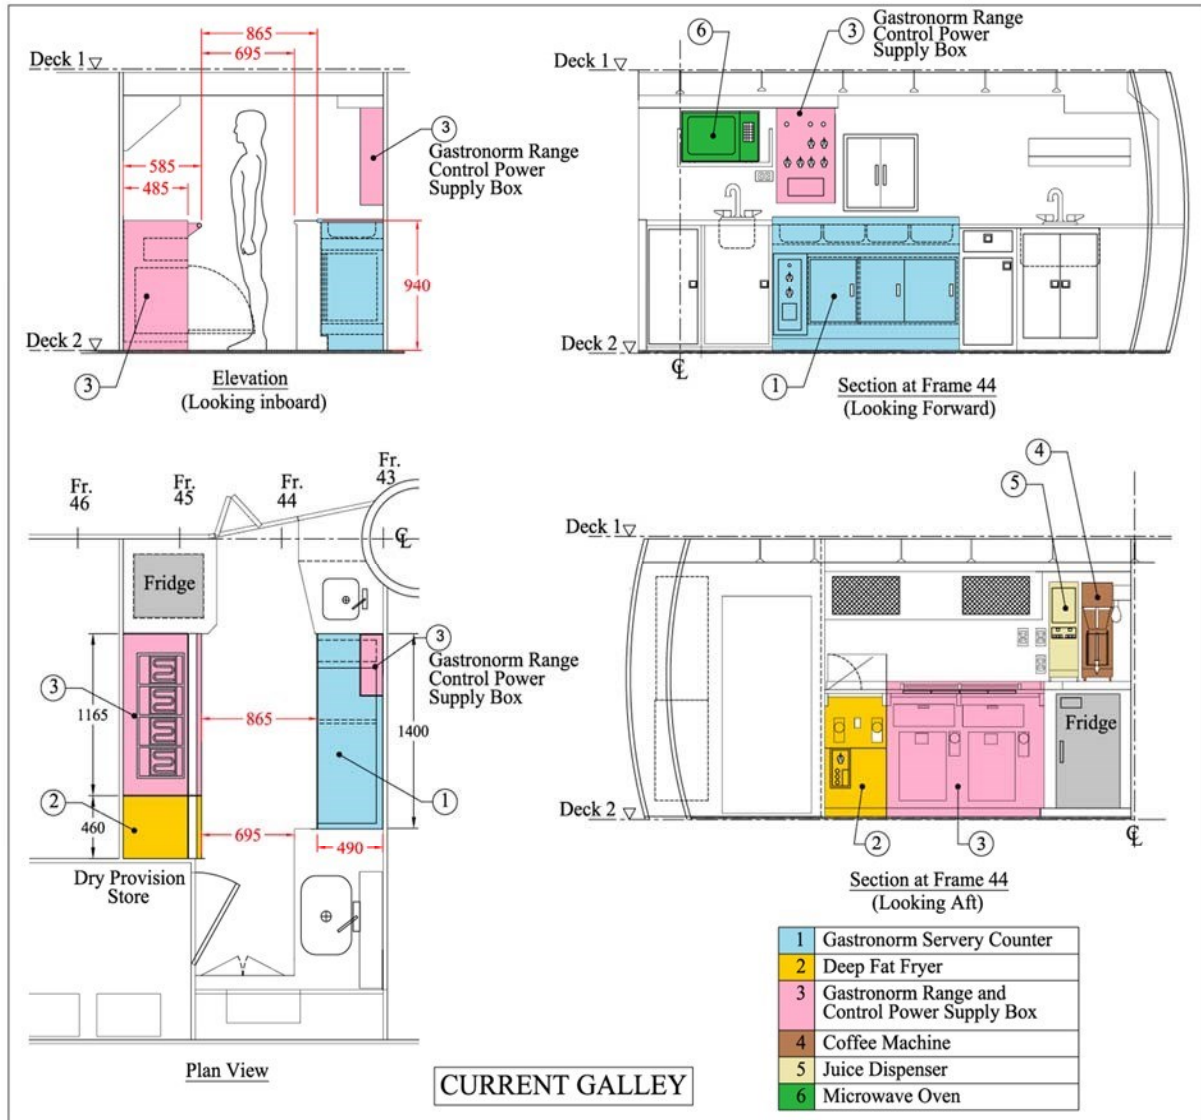 865
695
Deck 1
3
Gastronorm Range
Control Power
Supply Box
585
485
940
Deck 2
3
Elevation
(Looking inboard)
6
3
Gastronorm Range
Control Power
Supply Box
Deck 1
Deck 2
℄
1
Section at Frame 44
(Looking Forward)
Fr.
46
Fr.
45
Fr.
44
Fr.
43
℄
Fridge
3
Gastronorm Range
Control Power
Supply Box
3
1165
865
1400
2
460
1
695
490
Dry Provision
Store
Plan View
4
5
Deck 1
Fridge
Deck 2
2
3
℄
Section at Frame 44
(Looking Aft)
1 Gastronorm Servery Counter
2 Deep Fat Fryer
3 Gastronorm Range and
Control Power Supply Box
4 Coffee Machine
5 Juice Dispenser
6 Microwave Oven
CURRENT GALLEY